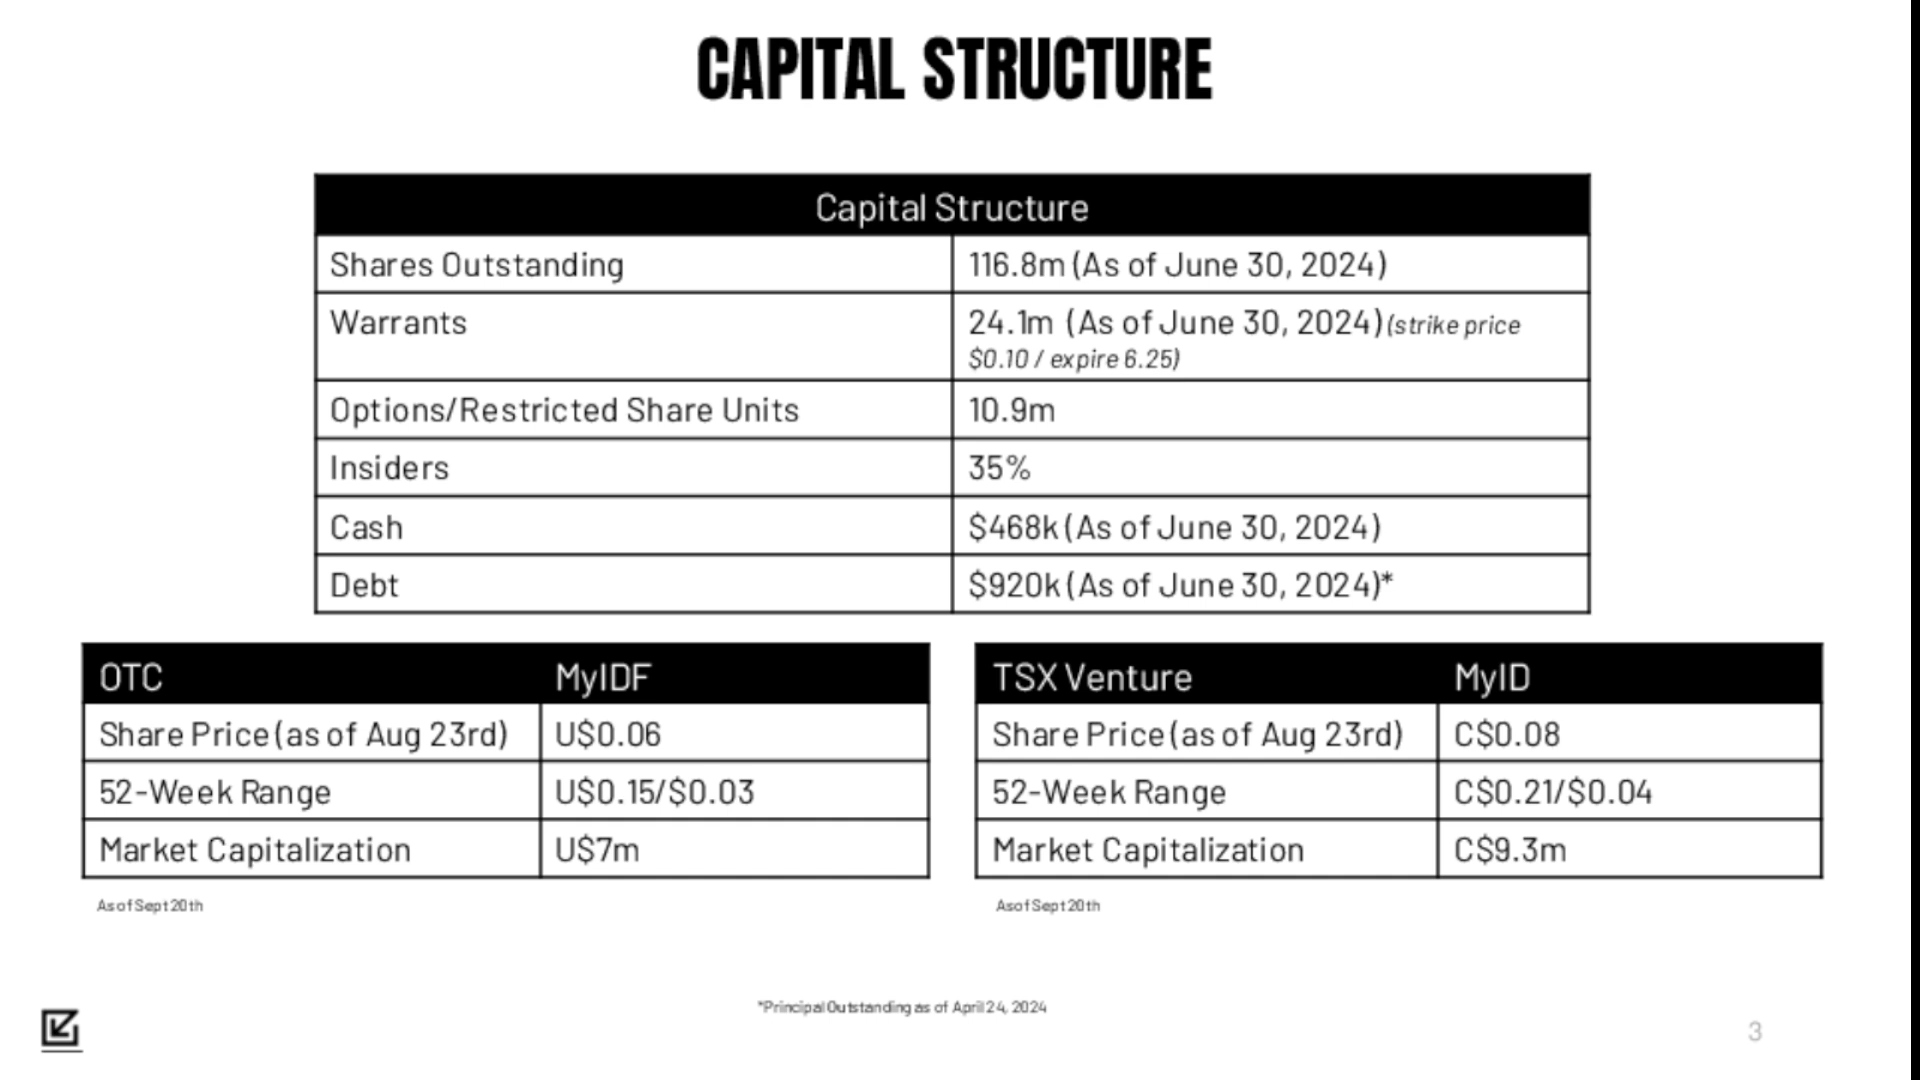 CAPITAL STRUCTURE
Capital Structure
Shares Outstanding 116.8m (As of June 30, 2024)
Warrants 24.1m (As of June 30, 2024) (strike price
$0.10 / expire 6.25)
Options/Restricted Share Units 10.9m
Insiders 35%
Cash $468k (As of June 30, 2024)
Debt $920k (As of June 30, 2024)*
OTC MyIDF
Share Price (as of Aug 23rd) U$0.06
52-Week Range U$0.15/$0.03
Market Capitalization U$7m
As of Sept 20th
TSX Venture MyID
Share Price (as of Aug 23rd) C$0.08
52-Week Range C$0.21/$0.04
Market Capitalization C$9.3m
As of Sept 20th
*Principal Outstanding as of April 24, 2024
3